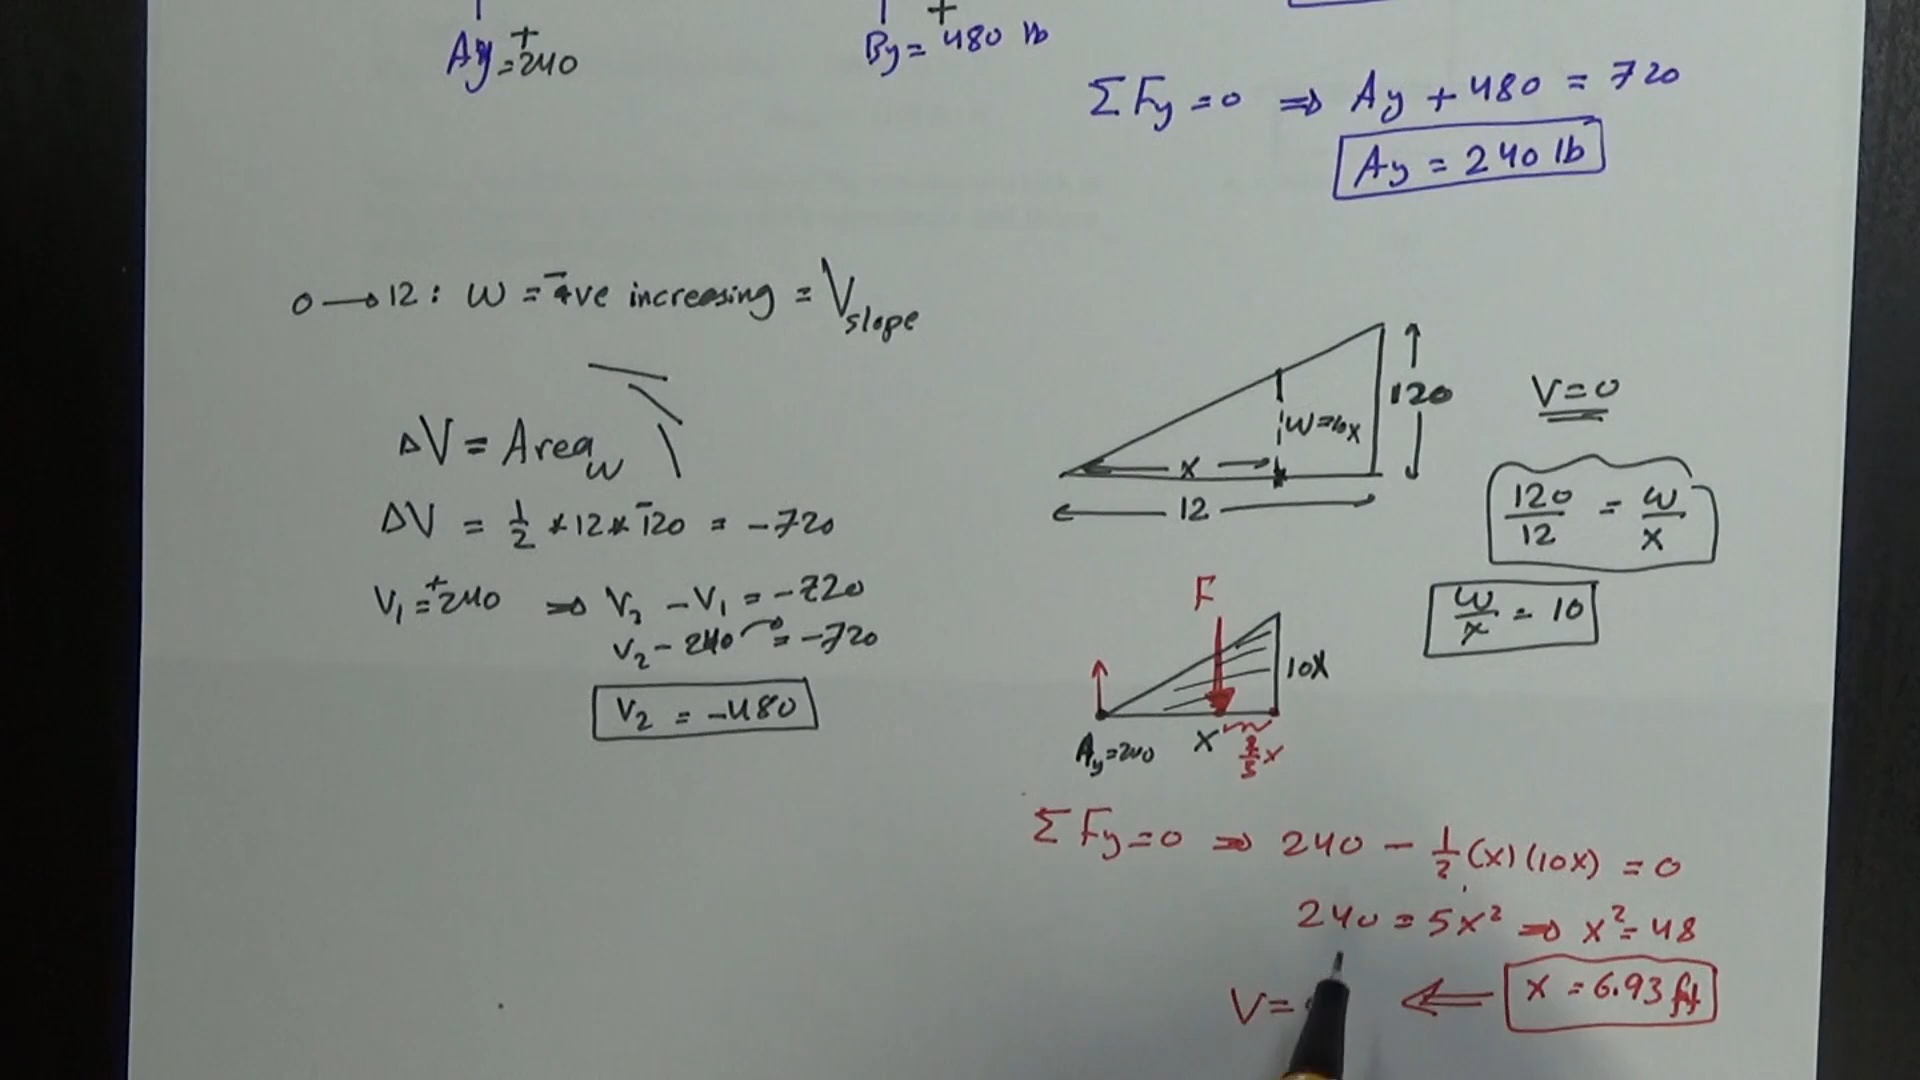 Ay = +240
By = +480 lb
ΣFy = 0 ⇒ Ay + 480 = 720
Ay = 240 lb
0 → 12 : w = -ve increasing = V slope
ΔV = Area w
ΔV = 1/2 * 12 * -120 = -720
V1 = +240 ⇒ V2 - V1 = -720
V2 - 240 = -720
V2 = -480
120
w=10x
x
12
V = 0
120/12 = w/x
w/x = 10
F
10X
Ay=240
X
x
ΣFy = 0 ⇒ 240 - 1/2 (x)(10x) = 0
240 = 5x² ⇒ x² = 48
V =
⇐ x = 6.93 ft